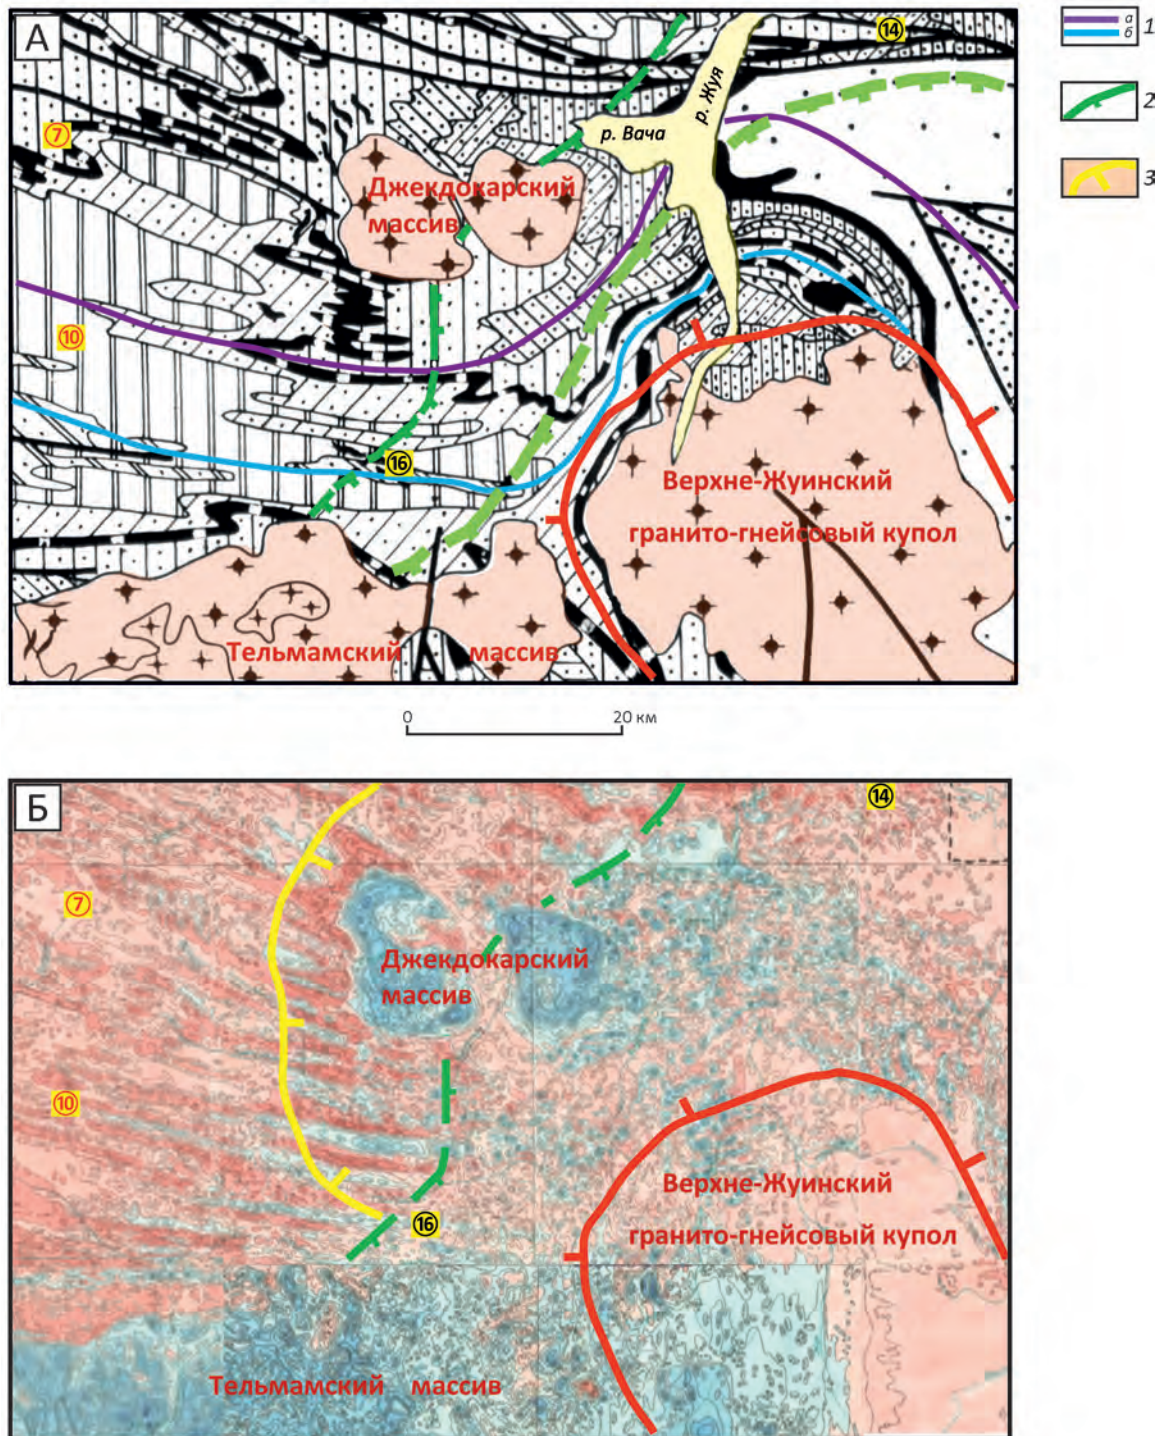 А
14
а
б
1
2
3
р. Вача
р. Жуя
7
Джекдокарский
массив
10
16
Верхне-Жуинский
гранито-гнейсовый купол
Тельмамский массив
0 20 км
Б
14
7
Джекдокарский
массив
10
Верхне-Жуинский
16
гранито-гнейсовый купол
Тельмамский массив